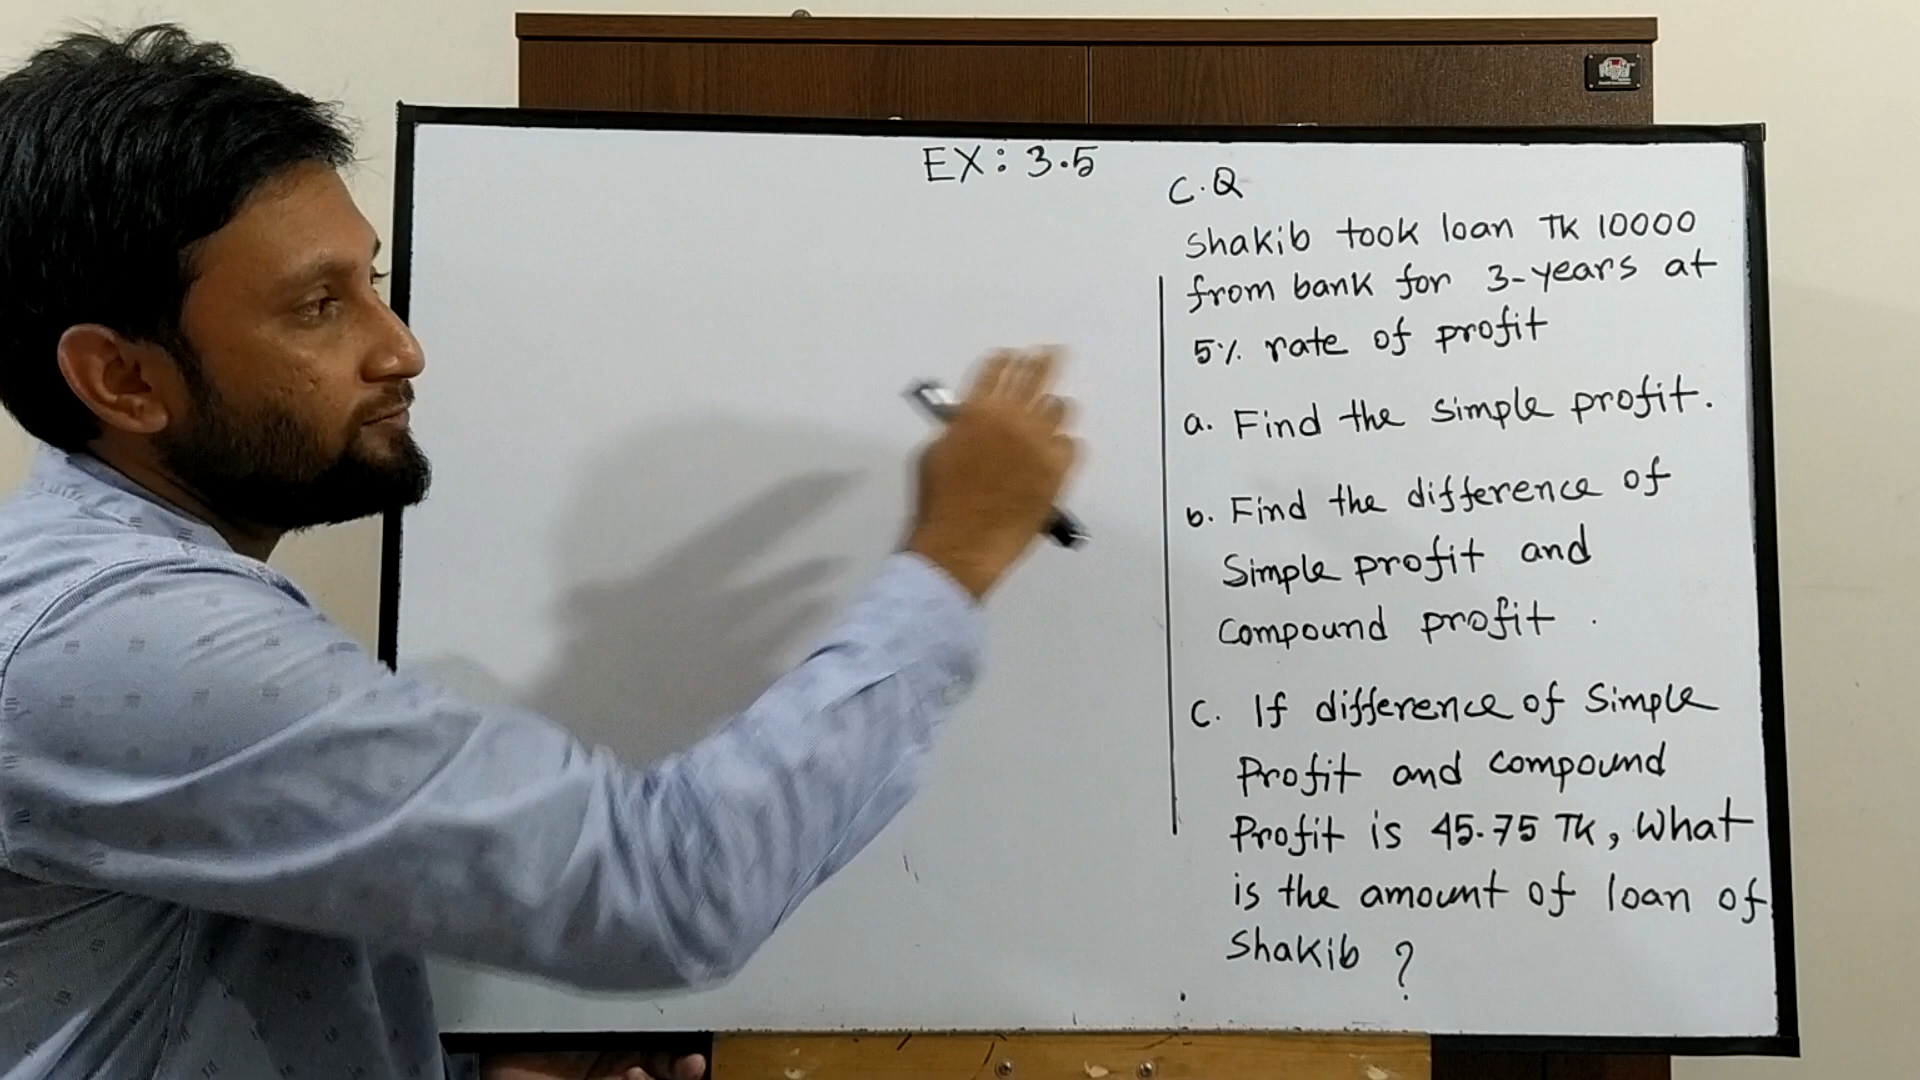 EX: 3.5
C.Q
Shakib took loan TK 10000
from bank for 3-years at
5% rate of profit
a. Find the simple profit.
b. Find the difference of
Simple profit and
Compound profit.
C. If difference of Simple
Profit and compound
Profit is 45.75 TK, What
is the amount of loan of
Shakib ?